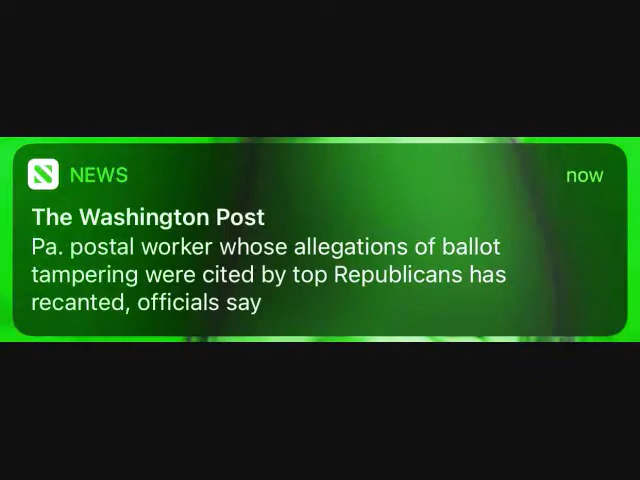 NEWS
now
The Washington Post
Pa. postal worker whose allegations of ballot
tampering were cited by top Republicans has
recanted, officials say